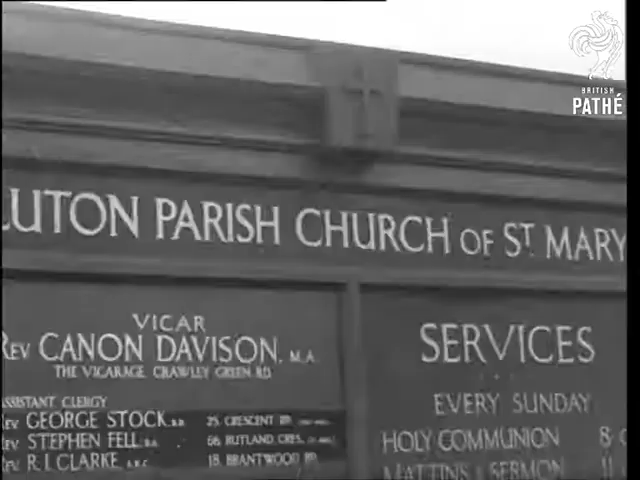 BRITISH
PATHÉ
LUTON PARISH CHURCH OF ST MARY
VICAR
REV CANON DAVISON, M.A.
THE VICARAGE CRAWLEY GREEN RD
ASSISTANT CLERGY
REV GEORGE STOCK B.D. 25 CRESCENT RD
REV STEPHEN FELL B.A. 66 RUTLAND CRES.
REV R.I. CLARKE, 18 BRANTWOOD RD
SERVICES
EVERY SUNDAY
HOLY COMMUNION 8
MATTINS & SERMON 11